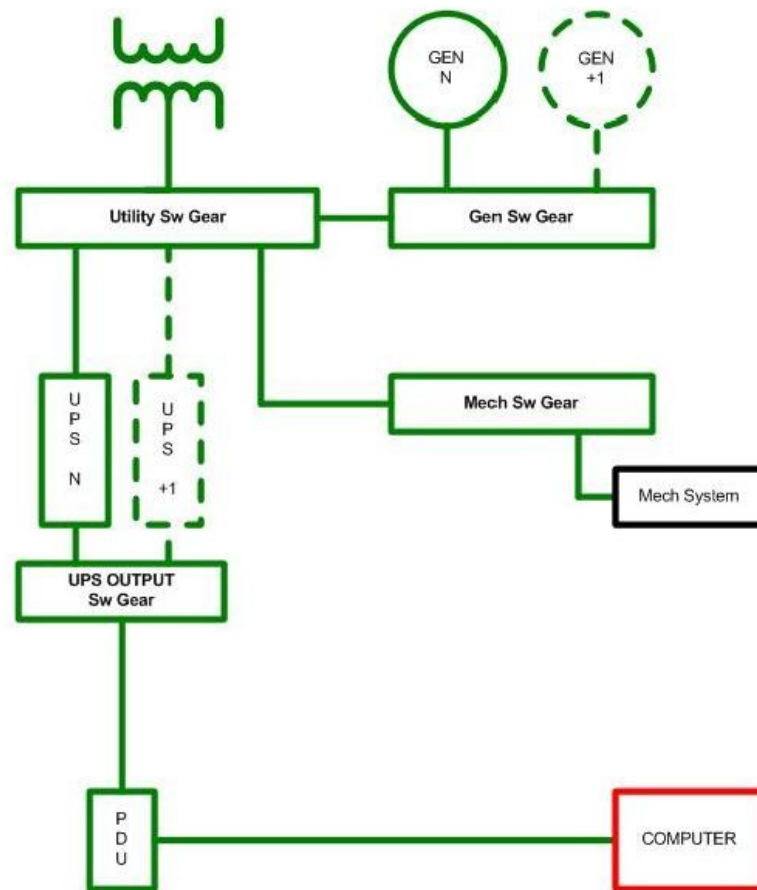 GEN
N
GEN
+1
Utility Sw Gear
Gen Sw Gear
U
P
S
N
U
P
S
+1
Mech Sw Gear
Mech System
UPS OUTPUT
Sw Gear
P
D
U
COMPUTER